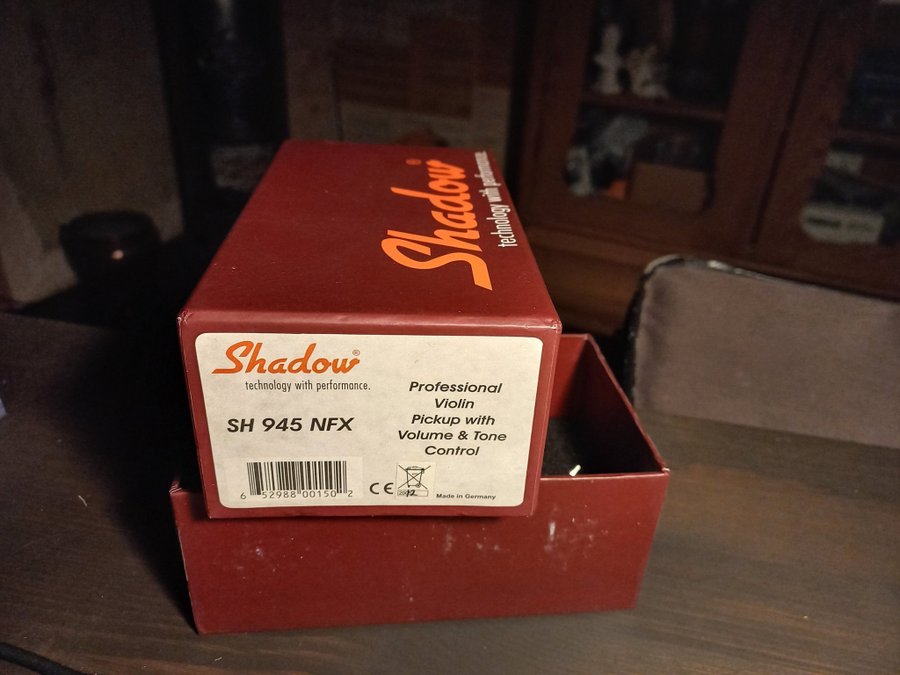 Shadow®
technology with performance.
Shadow®
technology with performance.
SH 945 NFX
Professional
Violin
Pickup with
Volume & Tone
Control
6 52988 00150 2
CE
Made in Germany